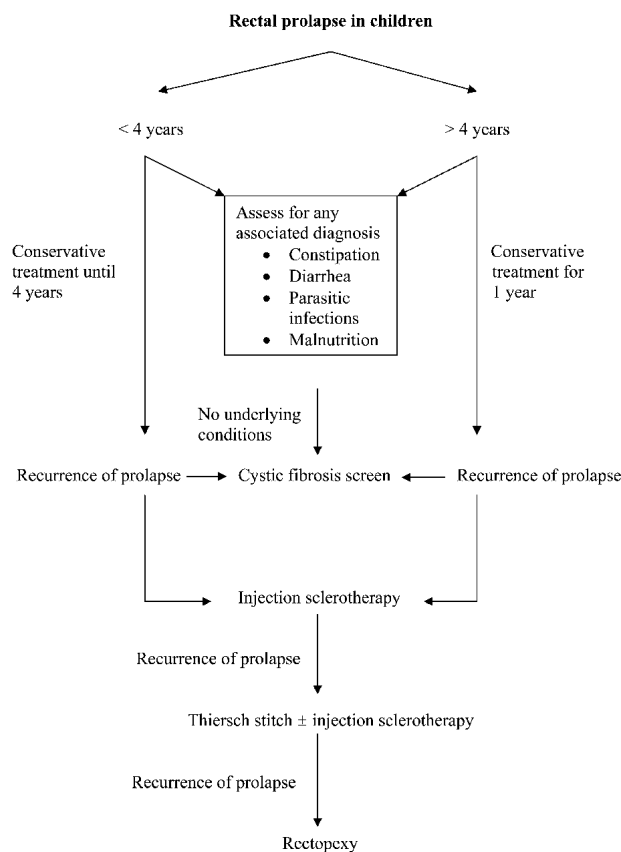 Rectal prolapse in children
< 4 years
> 4 years
Assess for any
associated diagnosis
● Constipation
● Diarrhea
● Parasitic
infections
● Malnutrition
Conservative
treatment until
4 years
Conservative
treatment for
1 year
No underlying
conditions
Recurrence of prolapse
Cystic fibrosis screen
Recurrence of prolapse
Injection sclerotherapy
Recurrence of prolapse
Thiersch stitch ± injection sclerotherapy
Recurrence of prolapse
Rectopexy